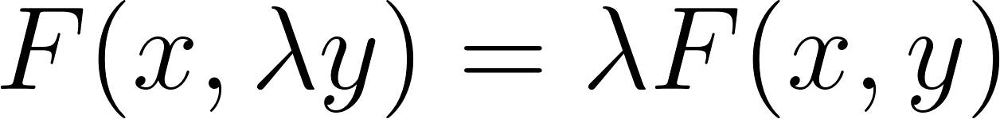 F(x, λy) = λF(x, y)